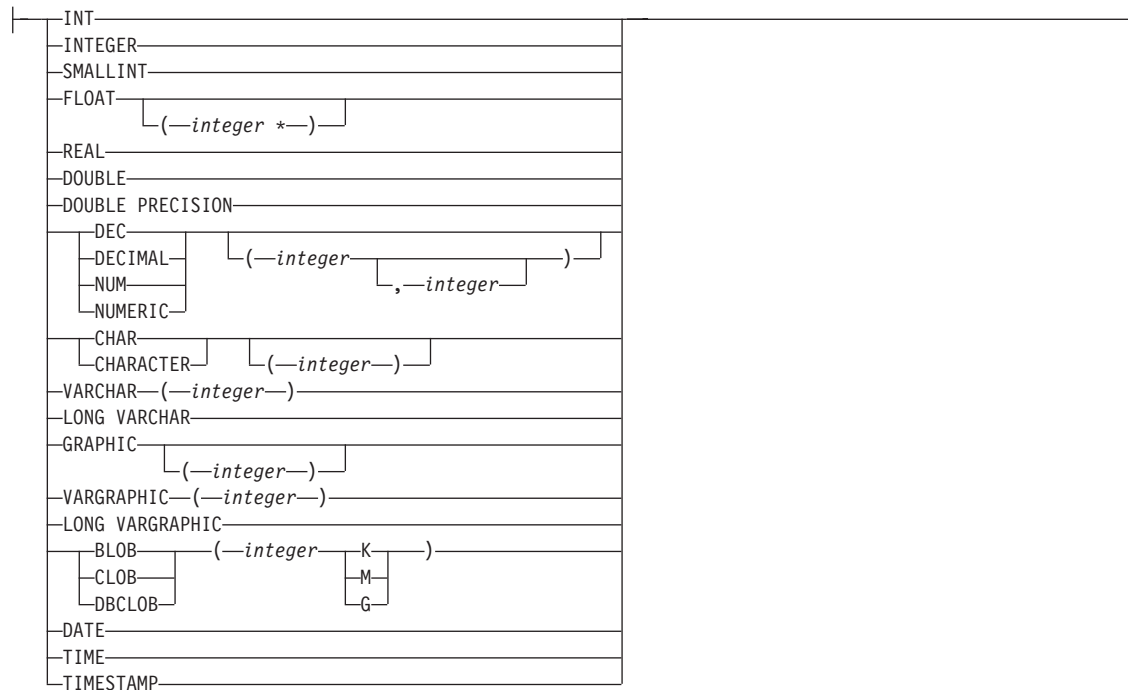 INT
INTEGER
SMALLINT
FLOAT
( integer * )
REAL
DOUBLE
DOUBLE PRECISION
DEC
DECIMAL ( integer )
NUM , integer
NUMERIC
CHAR
CHARACTER ( integer )
VARCHAR ( integer )
LONG VARCHAR
GRAPHIC
( integer )
VARGRAPHIC ( integer )
LONG VARGRAPHIC
BLOB ( integer K )
CLOB M
DBCLOB G
DATE
TIME
TIMESTAMP